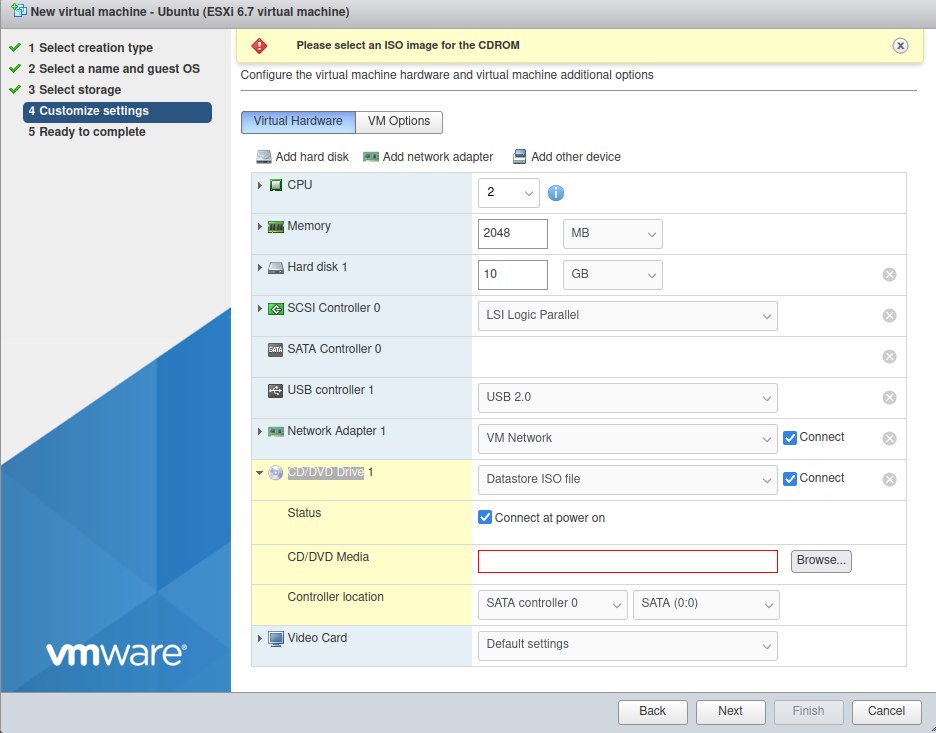 New virtual machine - Ubuntu (ESXi 6.7 virtual machine)
1 Select creation type
2 Select a name and guest OS
3 Select storage
4 Customize settings
5 Ready to complete
Please select an ISO image for the CDROM
Configure the virtual machine hardware and virtual machine additional options
Virtual Hardware VM Options
Add hard disk Add network adapter Add other device
CPU 2
Memory 2048 MB
Hard disk 1 10 GB
SCSI Controller 0 LSI Logic Parallel
SATA Controller 0
USB controller 1 USB 2.0
Network Adapter 1 VM Network Connect
CD/DVD Drive 1 Datastore ISO file Connect
Status Connect at power on
CD/DVD Media Browse...
Controller location SATA controller 0 SATA (0:0)
Video Card Default settings
vmware®
Back Next Finish Cancel